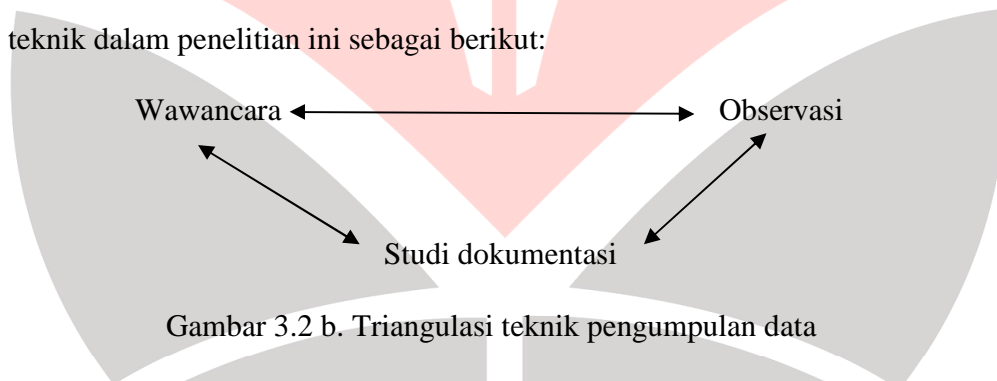 teknik dalam penelitian ini sebagai berikut:
Wawancara Observasi
Studi dokumentasi
Gambar 3.2 b. Triangulasi teknik pengumpulan data